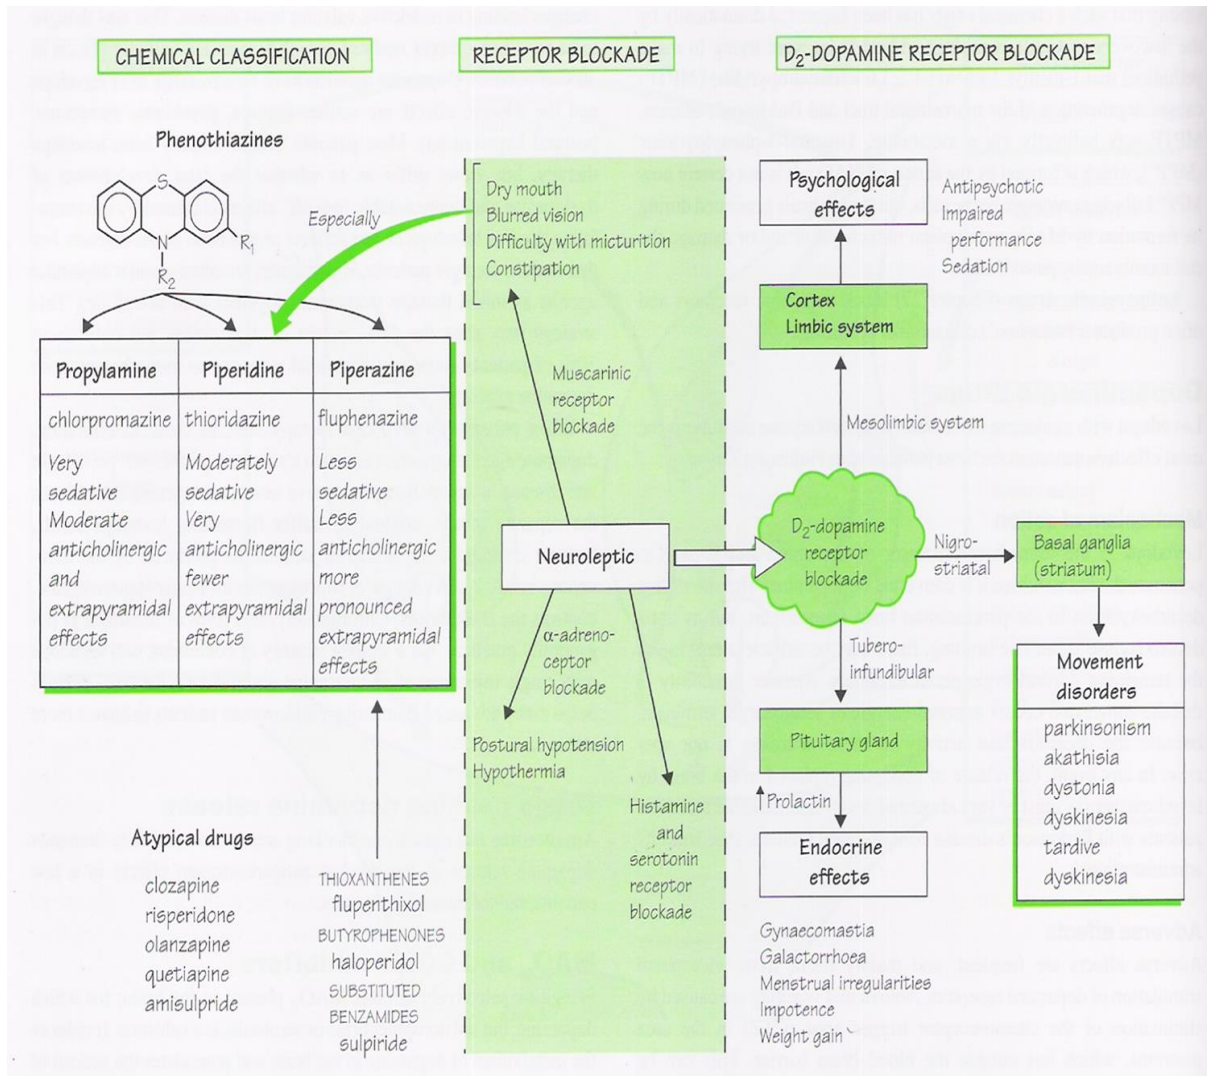 CHEMICAL CLASSIFICATION
RECEPTOR BLOCKADE
D2-DOPAMINE RECEPTOR BLOCKADE
Phenothiazines
S
N
R1
R2
Especially
Propylamine
Piperidine
Piperazine
chlorpromazine
thioridazine
fluphenazine
Very
sedative
Moderate
anticholinergic
and
extrapyramidal
effects
Moderately
sedative
Very
anticholinergic
fewer
extrapyramidal
effects
Less
sedative
Less
anticholinergic
more
pronounced
extrapyramidal
effects
Atypical drugs
clozapine
risperidone
olanzapine
quetiapine
amisulpride
THIOXANTHENES
flupenthixol
BUTYROPHENONES
haloperidol
SUBSTITUTED
BENZAMIDES
sulpiride
Dry mouth
Blurred vision
Difficulty with micturition
Constipation
Muscarinic
receptor
blockade
Neuroleptic
α-adreno-
ceptor
blockade
Postural hypotension
Hypothermia
Histamine
and
serotonin
receptor
blockade
Psychological
effects
Antipsychotic
Impaired
performance
Sedation
Cortex
Limbic system
Mesolimbic system
D2-dopamine
receptor
blockade
Nigro-
striatal
Basal ganglia
(striatum)
Tubero-
infundibular
Pituitary gland
Prolactin
Endocrine
effects
Gynaecomastia
Galactorrhoea
Menstrual irregularities
Impotence
Weight gain
Movement
disorders
parkinsonism
akathisia
dystonia
dyskinesia
tardive
dyskinesia